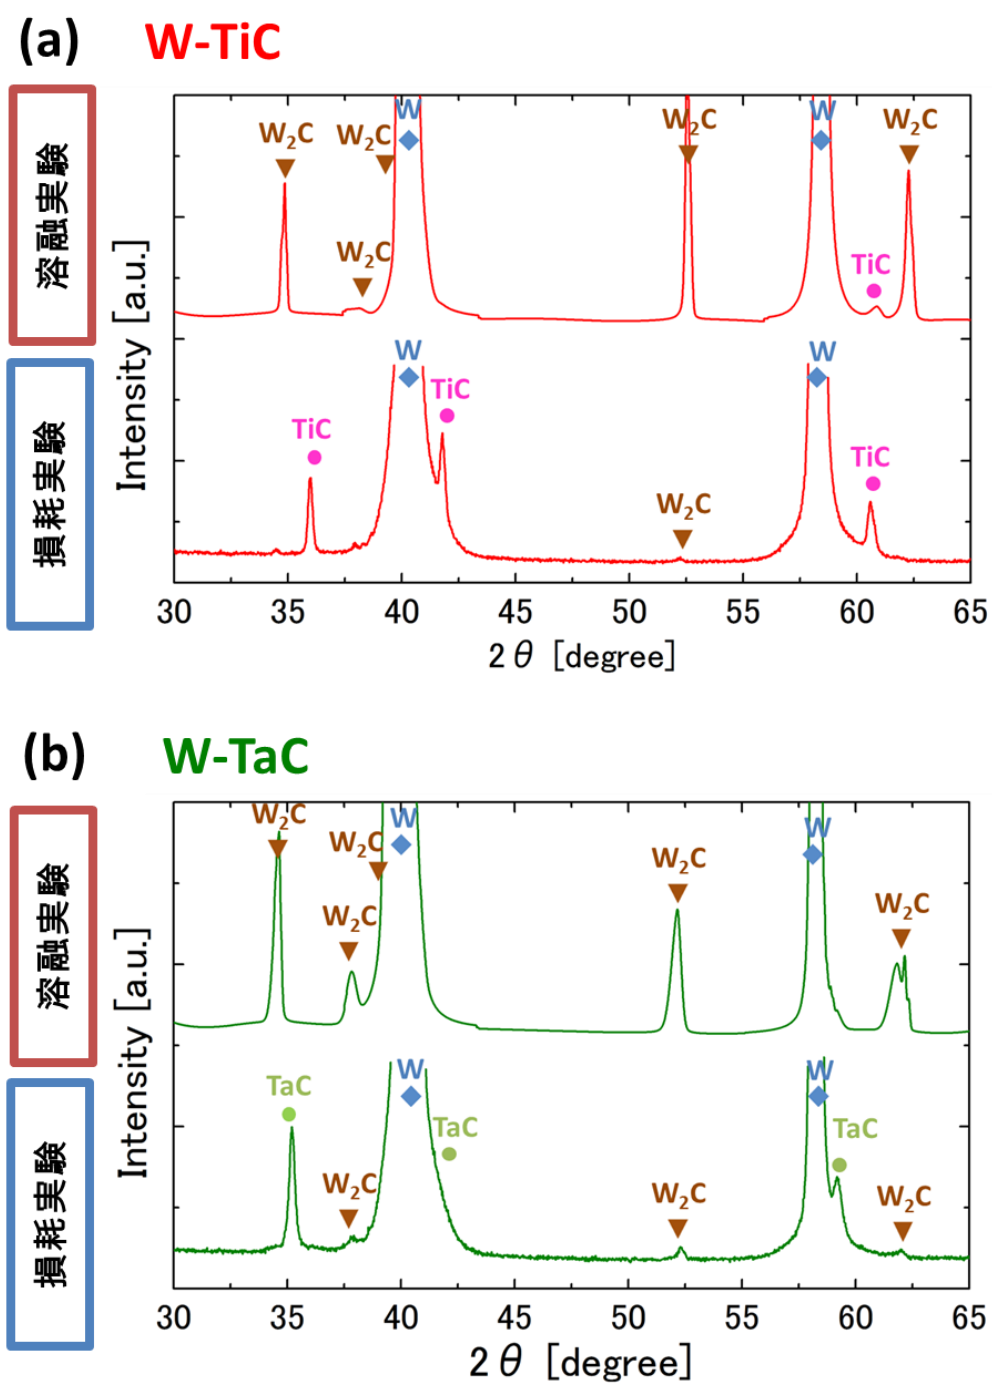 (a) W-TiC
溶融実験
損耗実験
Intensity [a.u.]
W₂C W₂C W W₂C W W₂C
W₂C TiC
W TiC W
TiC W₂C TiC
30 35 40 45 50 55 60 65
2θ [degree]
(b) W-TaC
溶融実験
損耗実験
Intensity [a.u.]
W₂C W₂C W W₂C W W₂C
W₂C
TaC W TaC W TaC
W₂C W₂C W₂C
30 35 40 45 50 55 60 65
2θ [degree]